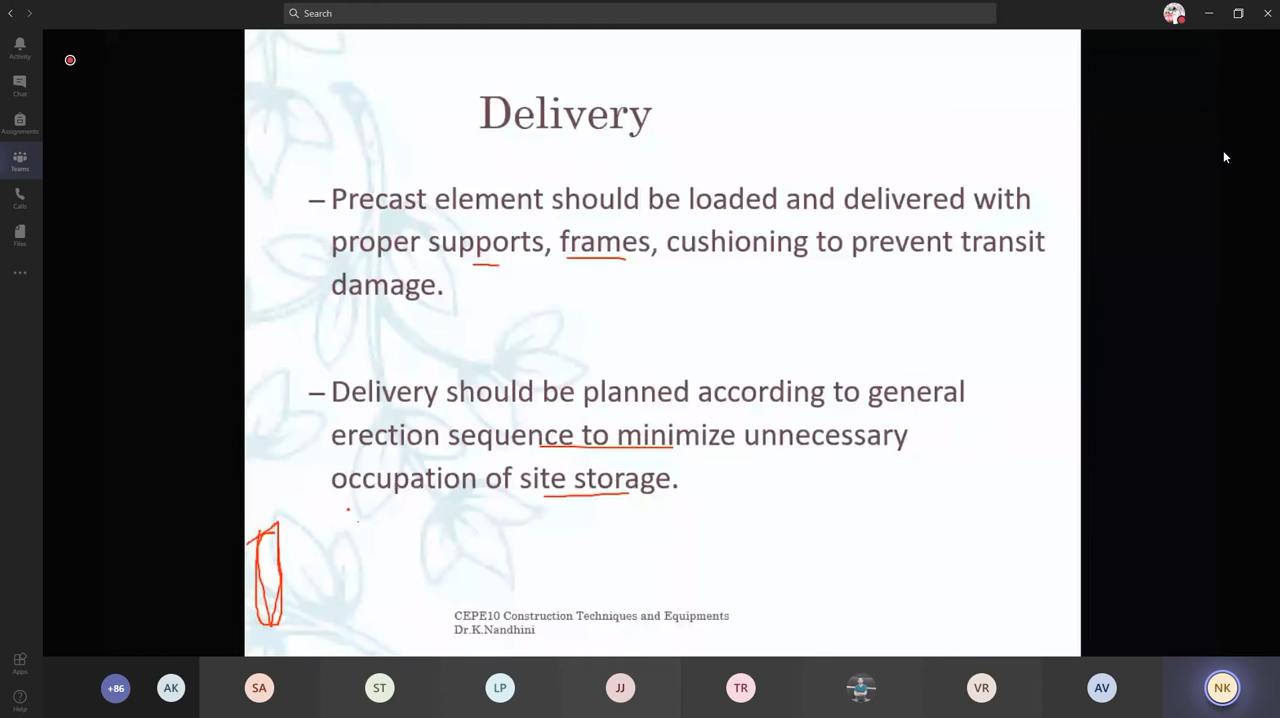 Search
Activity
Chat
Assignments
Teams
Calls
Files
Apps
Help
Delivery
– Precast element should be loaded and delivered with
proper supports, frames, cushioning to prevent transit
damage.
– Delivery should be planned according to general
erection sequence to minimize unnecessary
occupation of site storage.
CEPE10 Construction Techniques and Equipments
Dr.K.Nandhini
+86 AK SA ST LP JJ TR VR AV NK